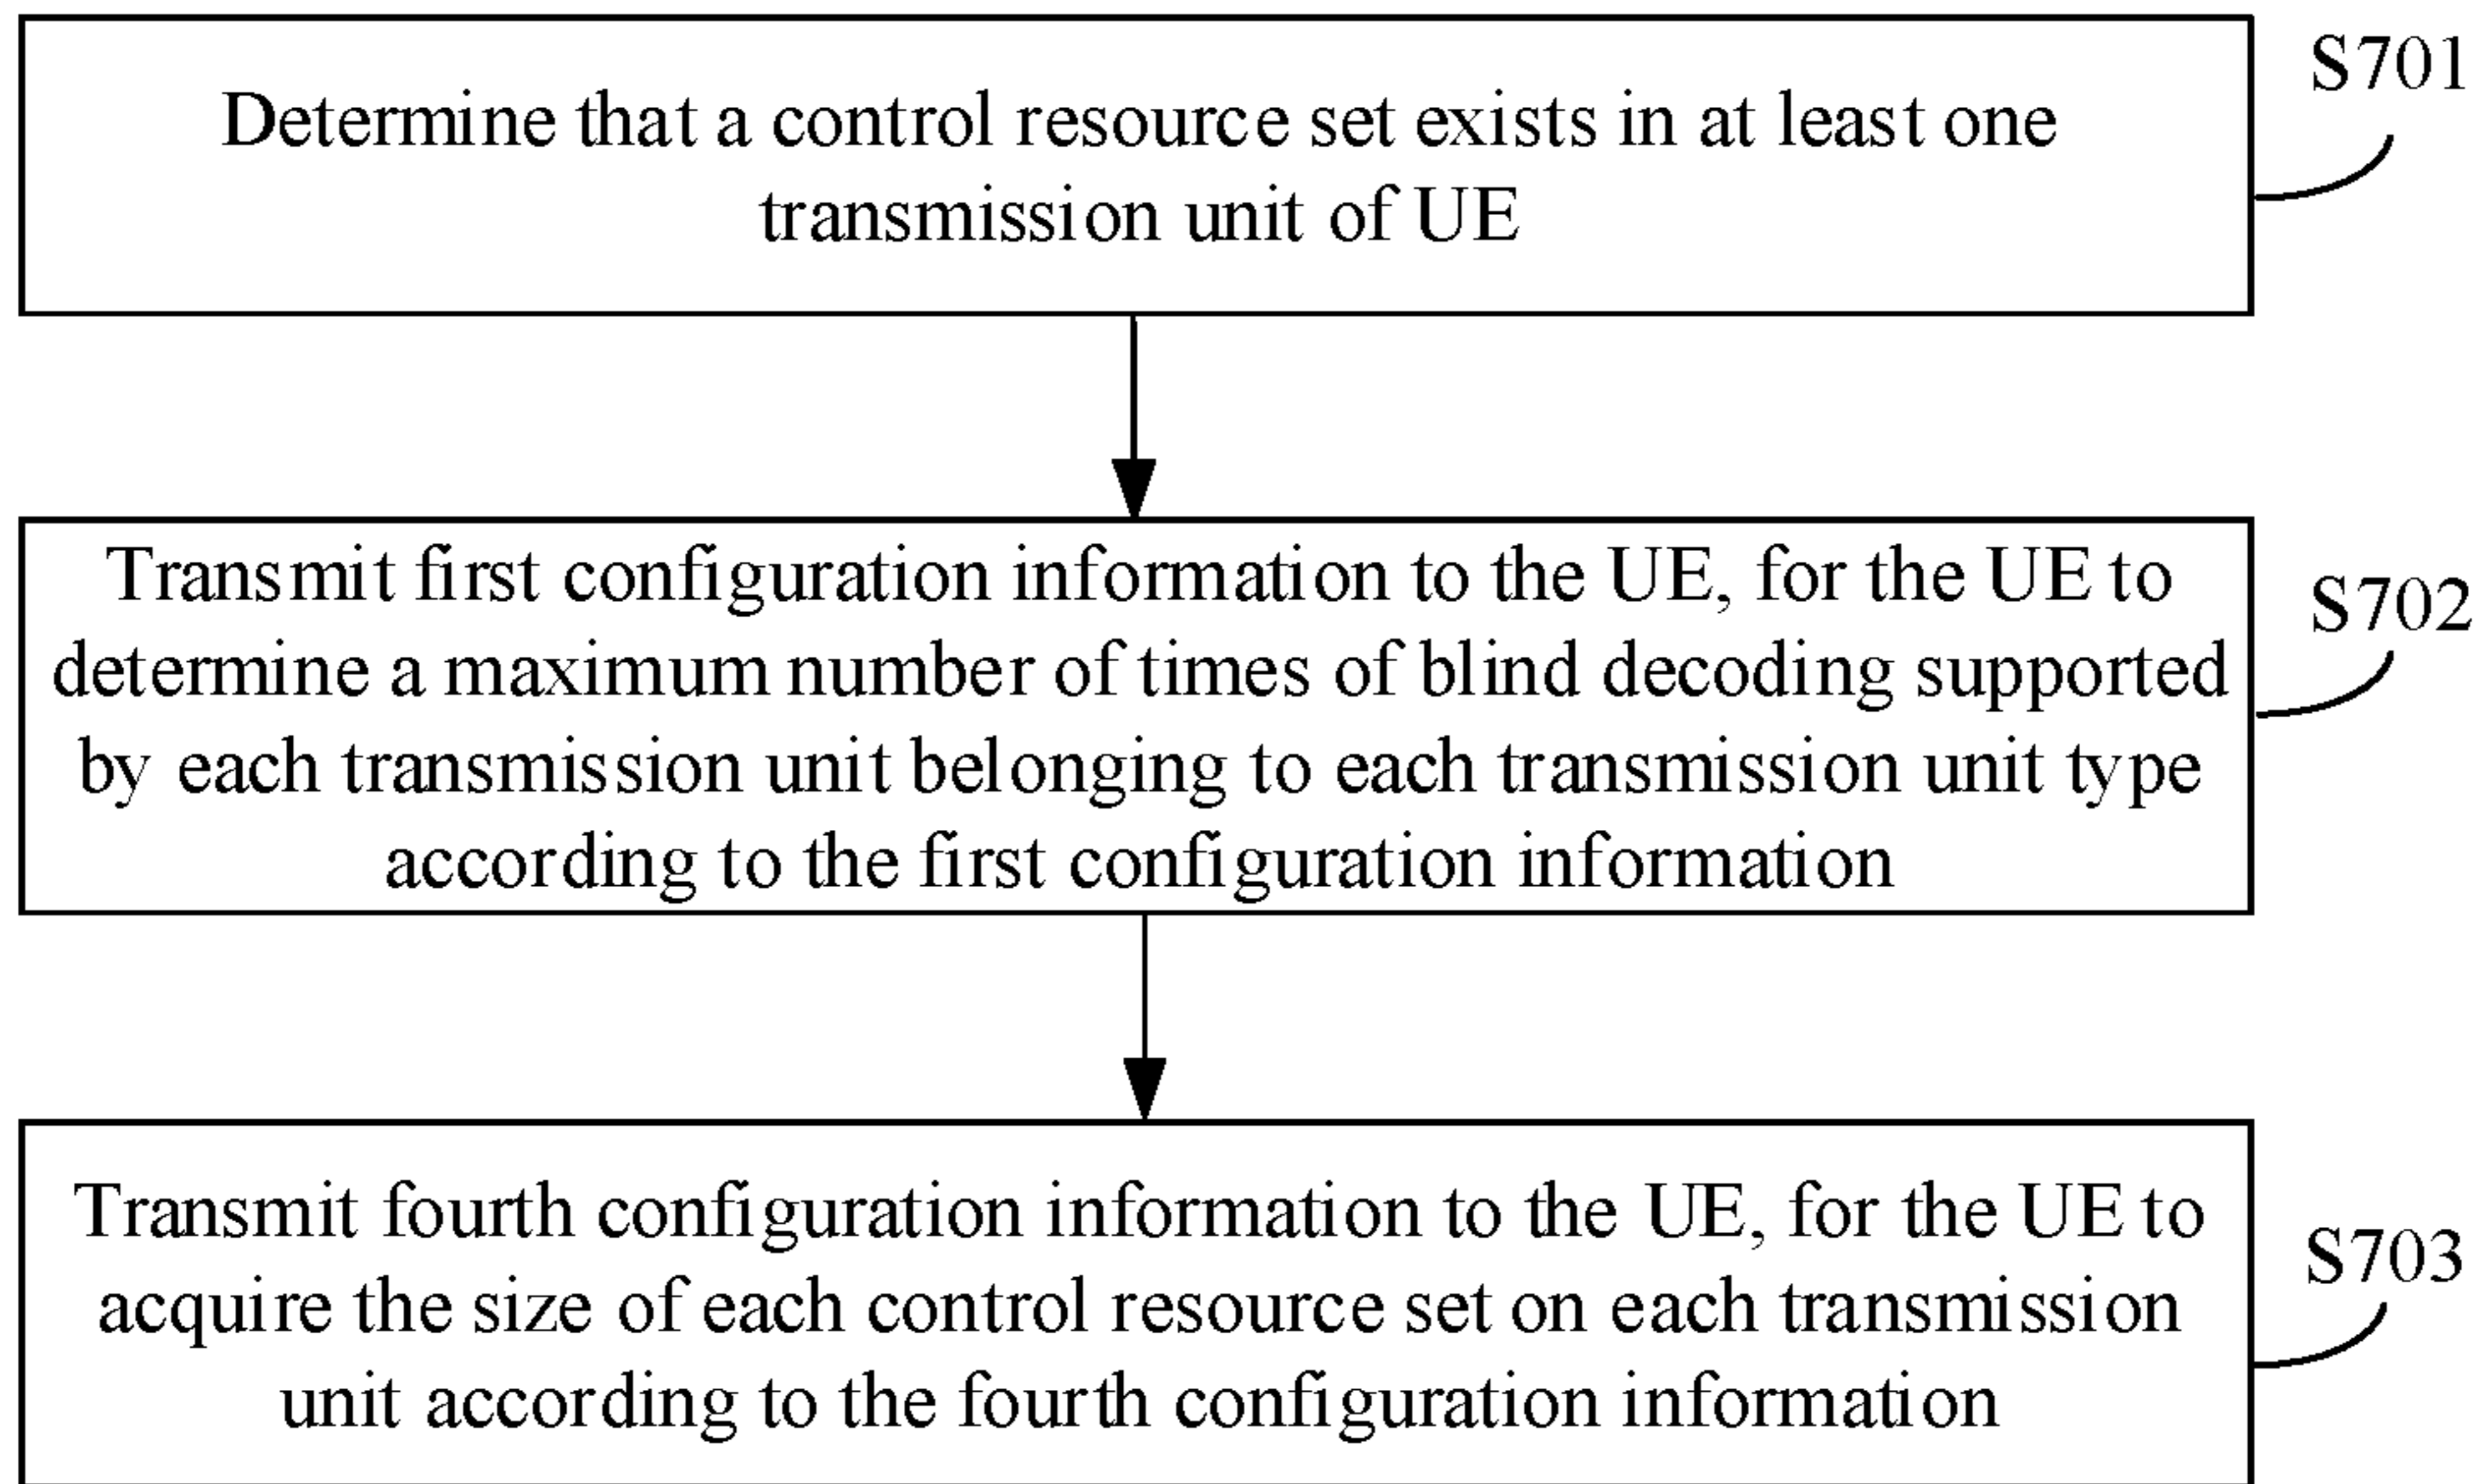 Determine that a control resource set exists in at least one
transmission unit of UE
S701
Transmit first configuration information to the UE, for the UE to
determine a maximum number of times of blind decoding supported
by each transmission unit belonging to each transmission unit type
according to the first configuration information
S702
Transmit fourth configuration information to the UE, for the UE to
acquire the size of each control resource set on each transmission
unit according to the fourth configuration information
S703